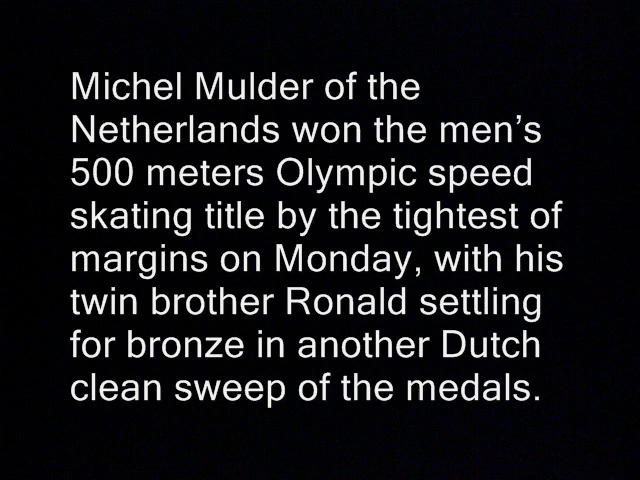 Michel Mulder of the
Netherlands won the men’s
500 meters Olympic speed
skating title by the tightest of
margins on Monday, with his
twin brother Ronald settling
for bronze in another Dutch
clean sweep of the medals.